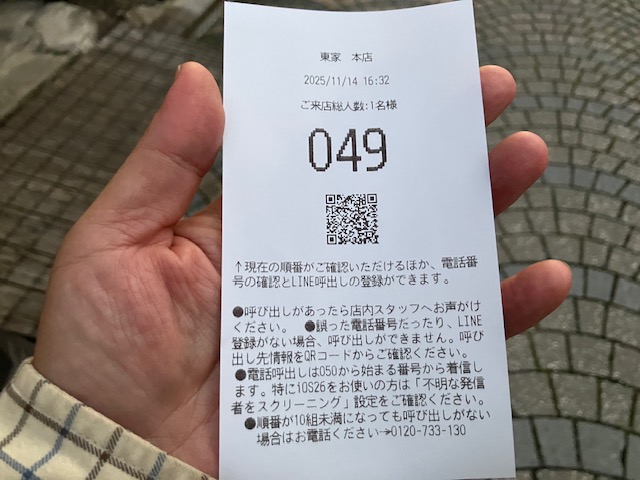 東家 本店
2025/11/14 16:32
ご来店総人数:1名様
049
↑現在の順番がご確認いただけるほか、電話番
号の確認とLINE呼出しの登録ができます。
●呼び出しがあったら店内スタッフへお声がけ
ください。 ●誤った電話番号だったり、LINE
登録がない場合、呼び出しができません。呼び
出し先情報をQRコードからご確認ください。
●電話呼出しは050から始まる番号から着信し
ます。特にiOS26をお使いの方は「不明な発信
者をスクリーニング」設定をご確認ください。
●順番が10組未満になっても呼び出しがない
場合はお電話ください→0120-733-130